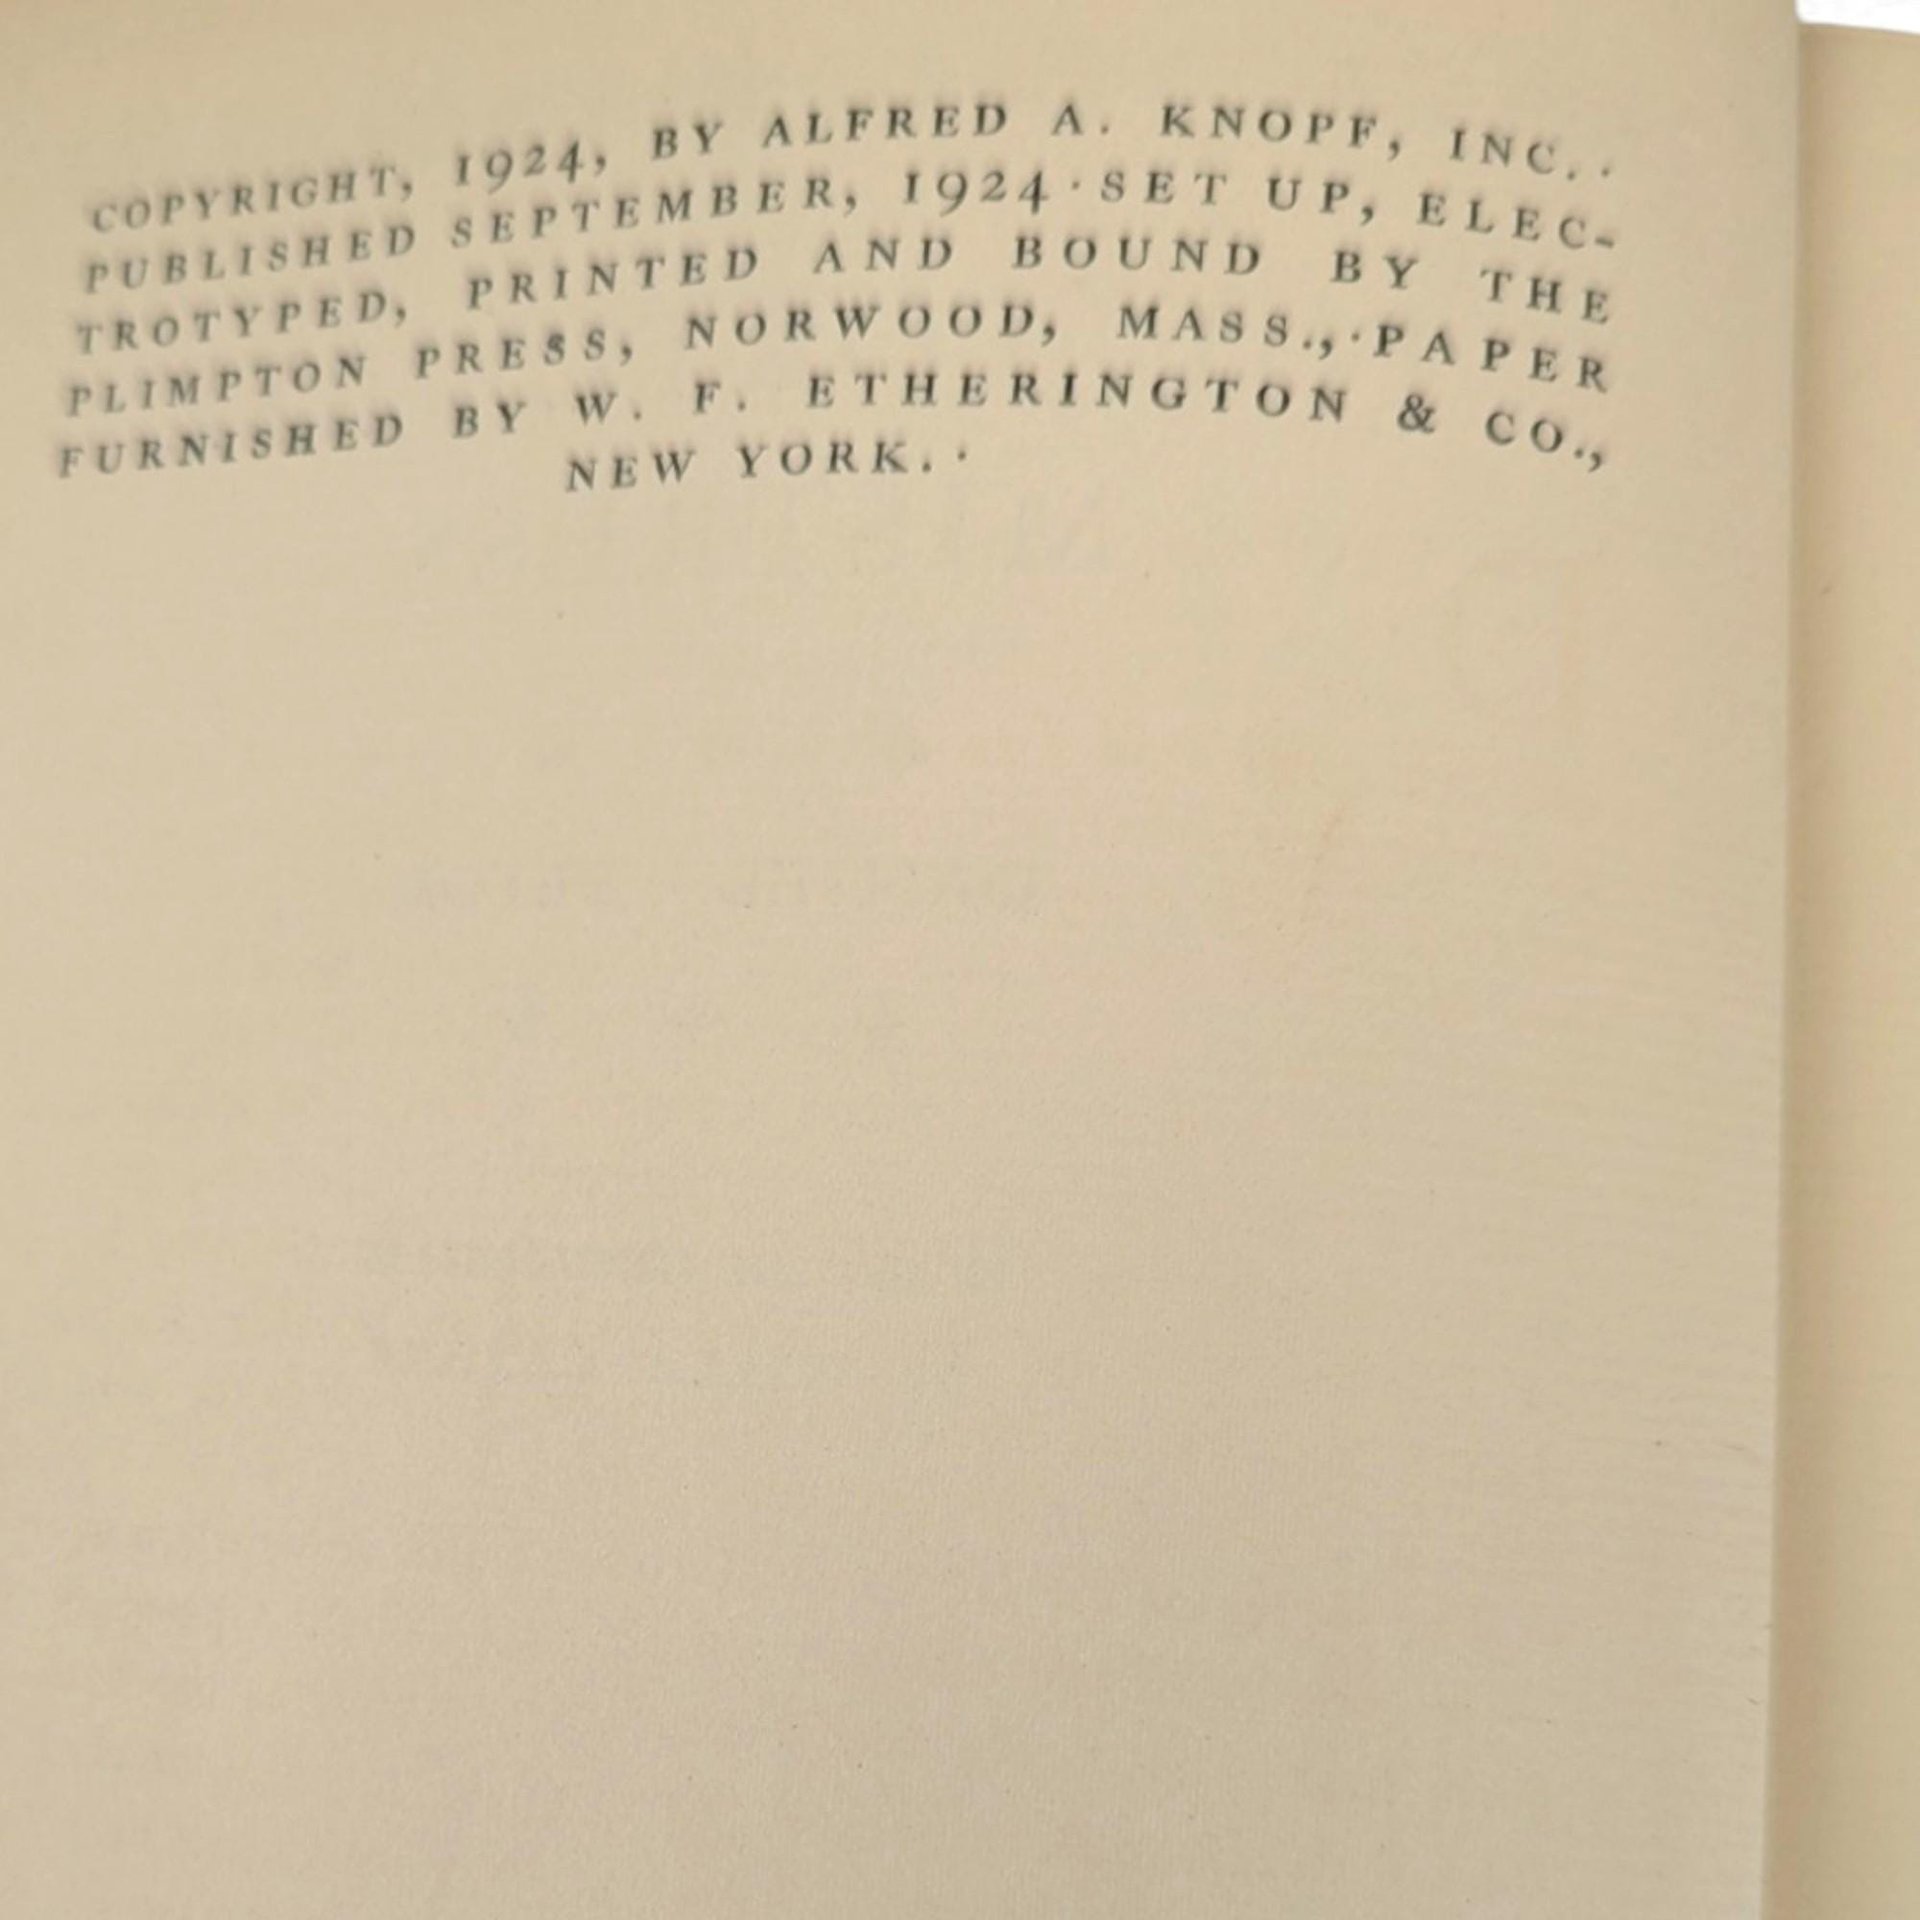 COPYRIGHT, 1924, BY ALFRED A. KNOPF, INC. ·
PUBLISHED SEPTEMBER, 1924 · SET UP, ELEC-
TROTYPED, PRINTED AND BOUND BY THE
PLIMPTON PRESS, NORWOOD, MASS., · PAPER
FURNISHED BY W. F. ETHERINGTON & CO.,
NEW YORK. ·